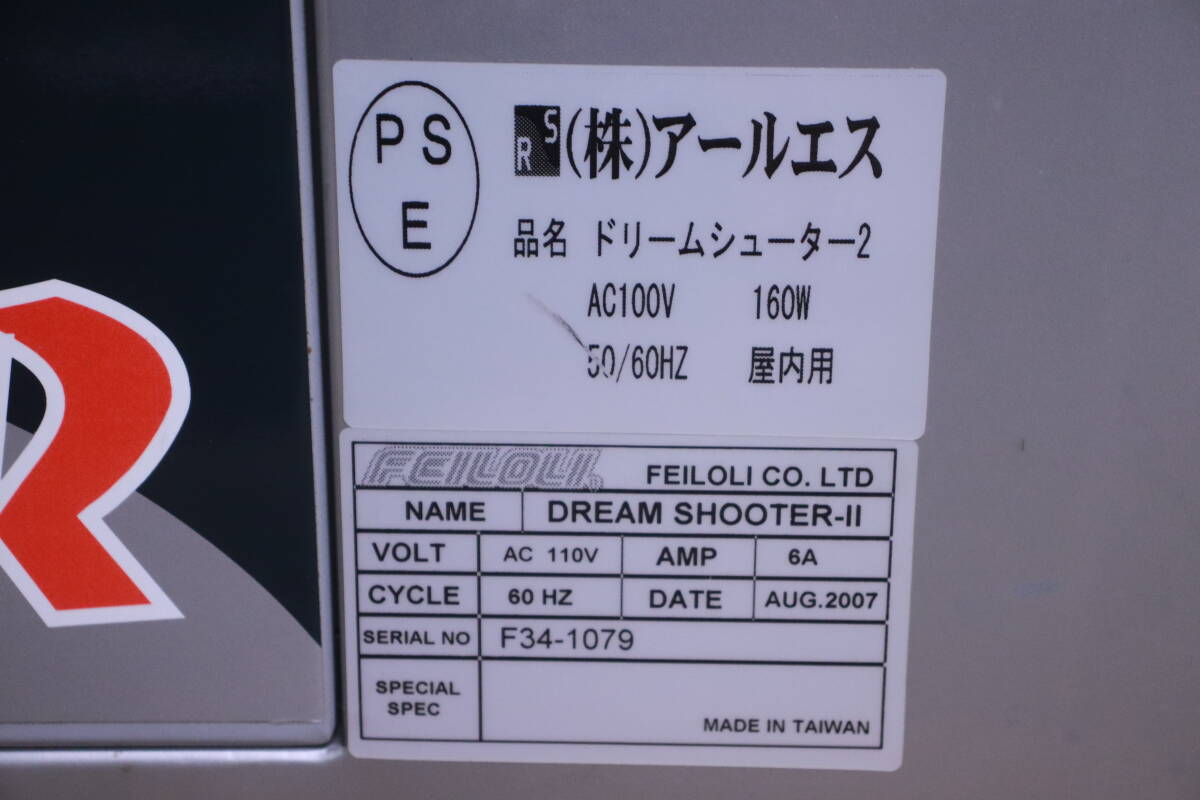 PS
E
RS (株)アールエス
品名 ドリームシューター2
AC100V 160W
50/60HZ 屋内用
R
FEILOLI® FEILOLI CO. LTD
NAME DREAM SHOOTER-II
VOLT AC 110V AMP 6A
CYCLE 60 HZ DATE AUG.2007
SERIAL NO F34-1079
SPECIAL
SPEC
MADE IN TAIWAN